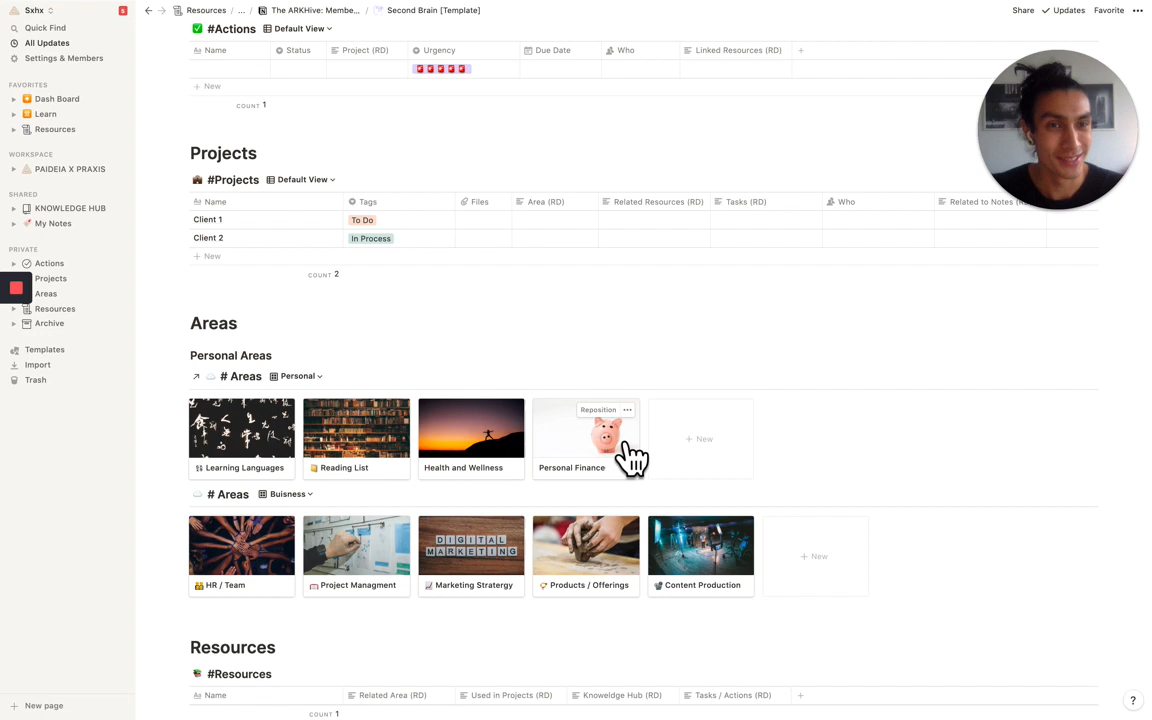 Sxhx
S
Quick Find
All Updates
Settings & Members
FAVORITES
Dash Board
Learn
Resources
WORKSPACE
PAIDEIA X PRAXIS
SHARED
KNOWLEDGE HUB
My Notes
PRIVATE
Actions
Projects
Areas
Resources
Archive
Templates
Import
Trash
New page
Resources / ... / The ARKHive: Membe... / Second Brain [Template]
Share Updates Favorite
#Actions Default View
Name Status Project (RD) Urgency Due Date Who Linked Resources (RD)
New
COUNT 1
Projects
#Projects Default View
Name Tags Files Area (RD) Related Resources (RD) Tasks (RD) Who Related to Notes
Client 1 To Do
Client 2 In Process
New
COUNT 2
Areas
Personal Areas
# Areas Personal
Reposition
New
Learning Languages Reading List Health and Wellness Personal Finance
# Areas Buisness
DIGITAL
MARKETING
New
HR / Team Project Managment Marketing Stratergy Products / Offerings Content Production
Resources
#Resources
Name Related Area (RD) Used in Projects (RD) Knoweldge Hub (RD) Tasks / Actions (RD)
COUNT 1
?